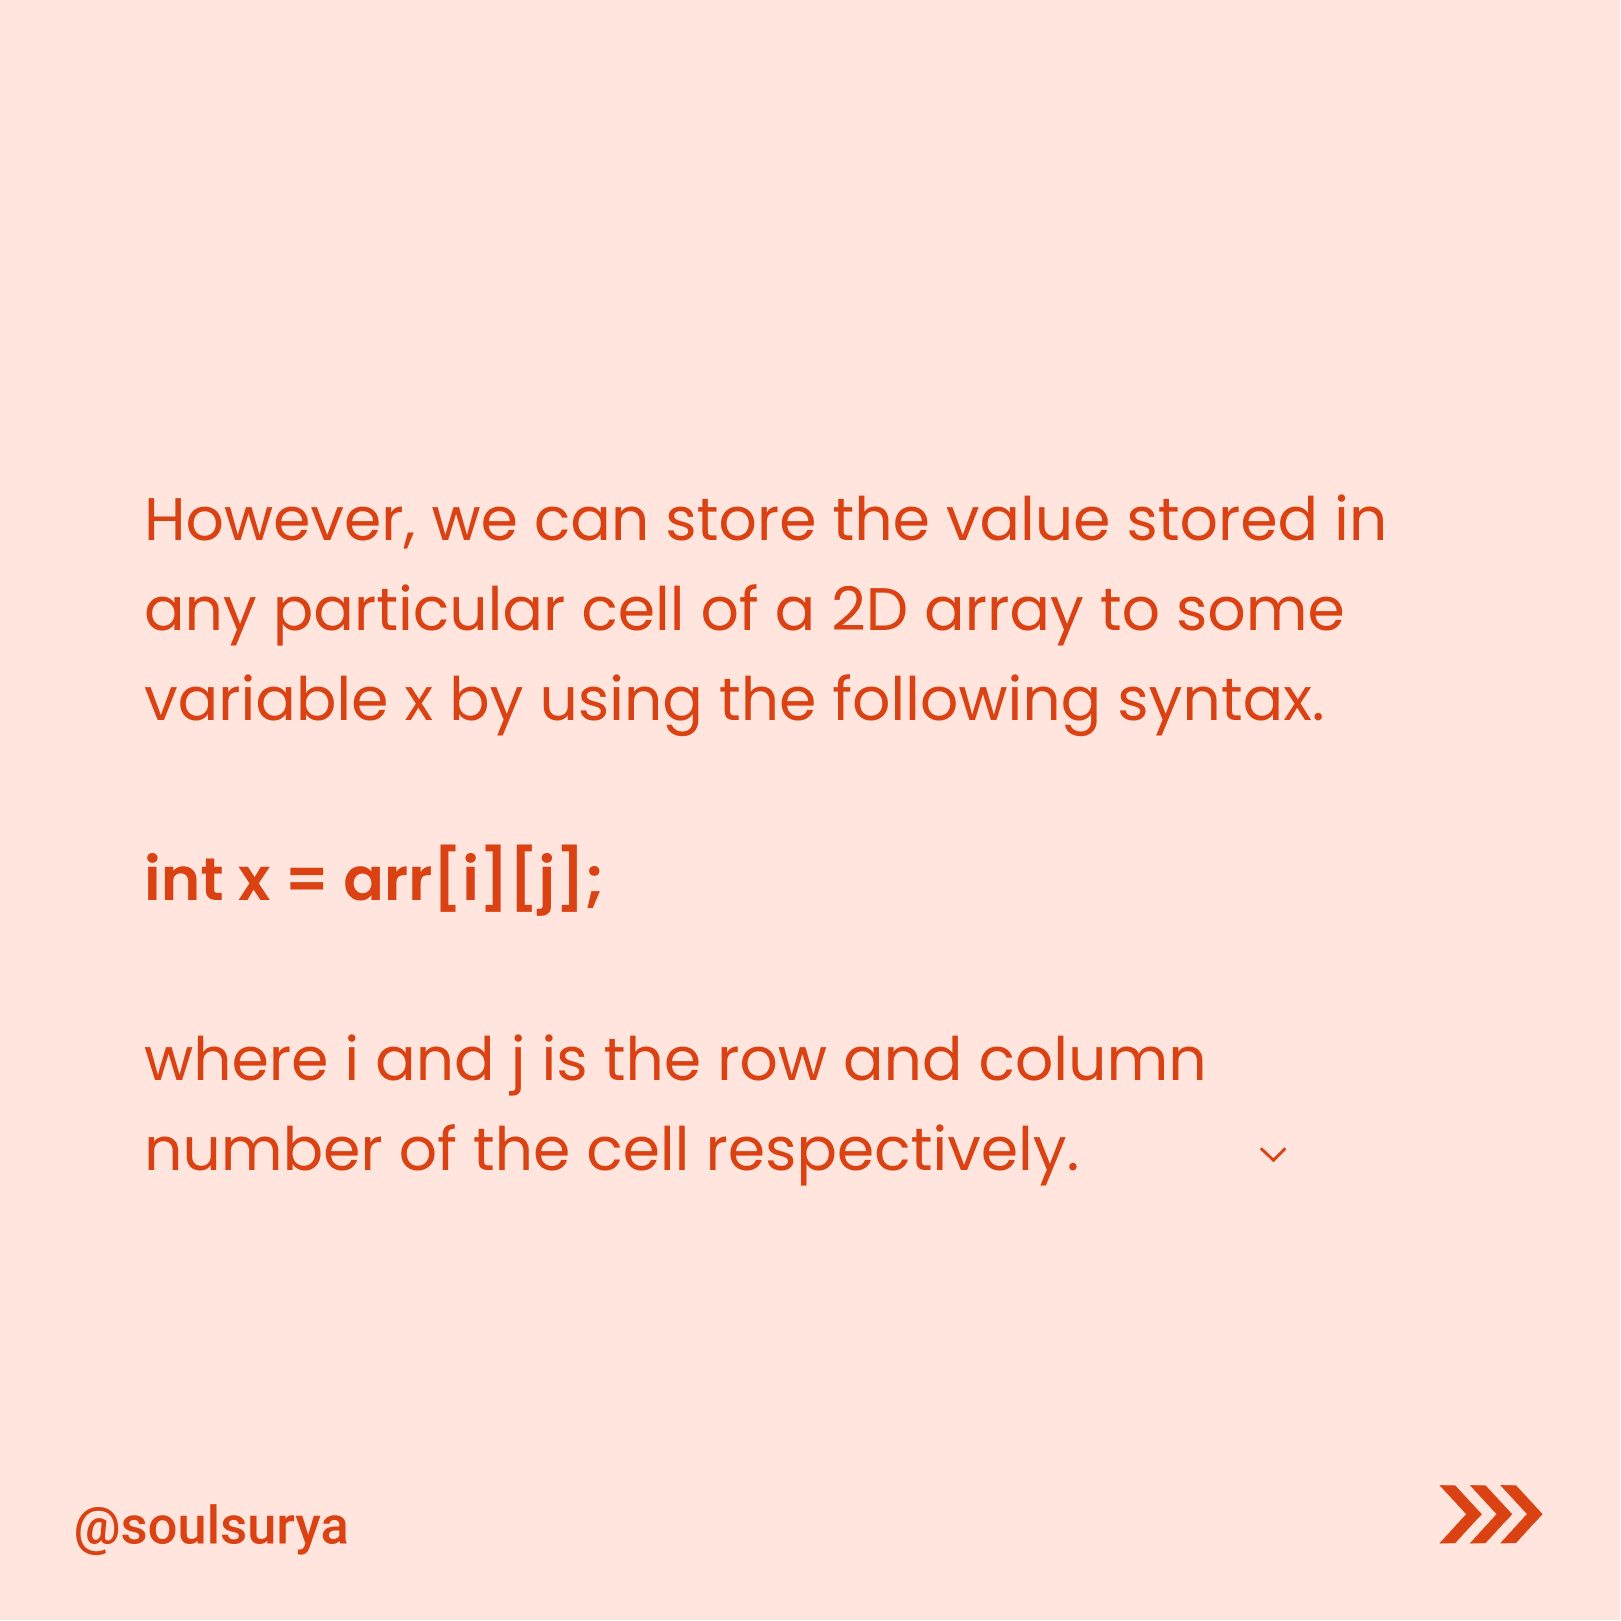 However, we can store the value stored in
any particular cell of a 2D array to some
variable x by using the following syntax.
int x = arr[i][j];
where i and j is the row and column
number of the cell respectively.
@soulsurya